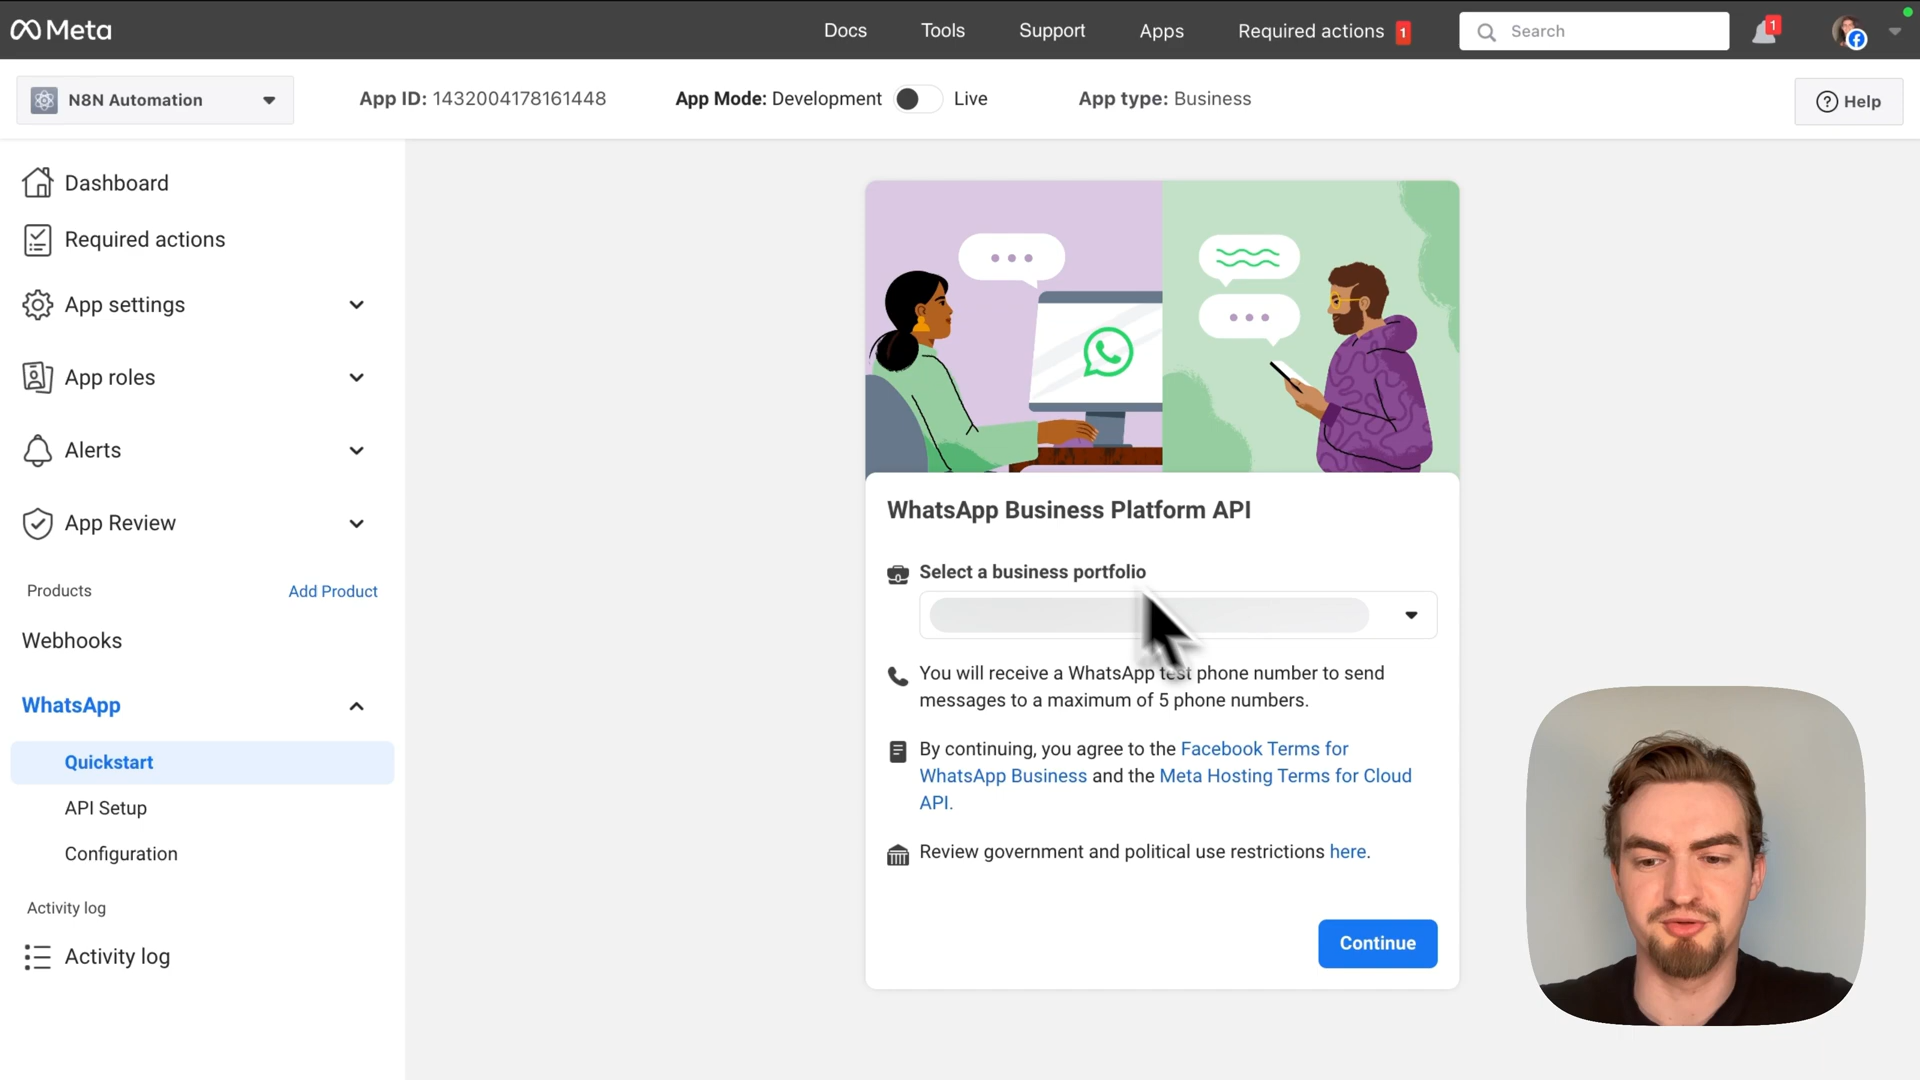 Meta
Docs
Tools
Support
Apps
Required actions 1
Search
1
N8N Automation
App ID: 1432004178161448
App Mode: Development
Live
App type: Business
Help
Dashboard
Required actions
App settings
App roles
Alerts
App Review
Products
Add Product
Webhooks
WhatsApp
Quickstart
API Setup
Configuration
Activity log
Activity log
WhatsApp Business Platform API
Select a business portfolio
You will receive a WhatsApp test phone number to send
messages to a maximum of 5 phone numbers.
By continuing, you agree to the Facebook Terms for
WhatsApp Business and the Meta Hosting Terms for Cloud
API.
Review government and political use restrictions here.
Continue